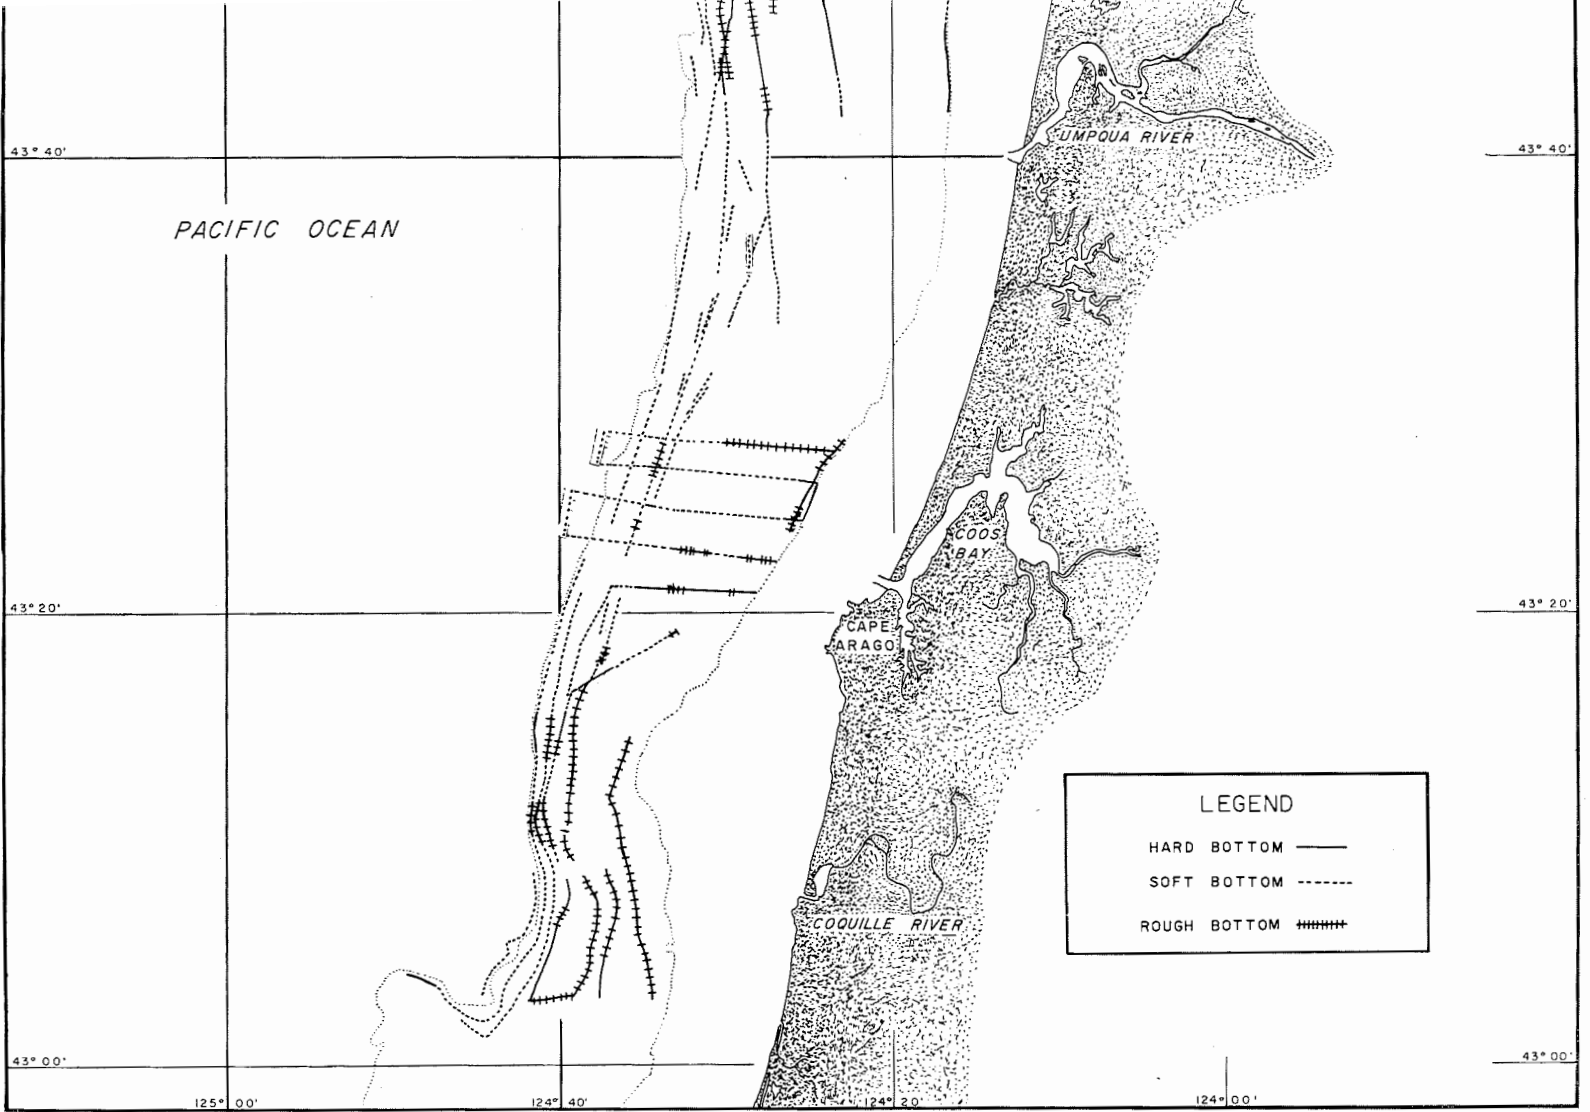 UMPQUA RIVER
43° 40'
43° 40'
PACIFIC OCEAN
COOS
BAY
43° 20'
43° 20'
CAPE
ARAGO
LEGEND
HARD BOTTOM
SOFT BOTTOM
ROUGH BOTTOM
COQUILLE RIVER
43° 00'
43° 00'
125° 00'
124° 40'
124° 20'
124° 00'